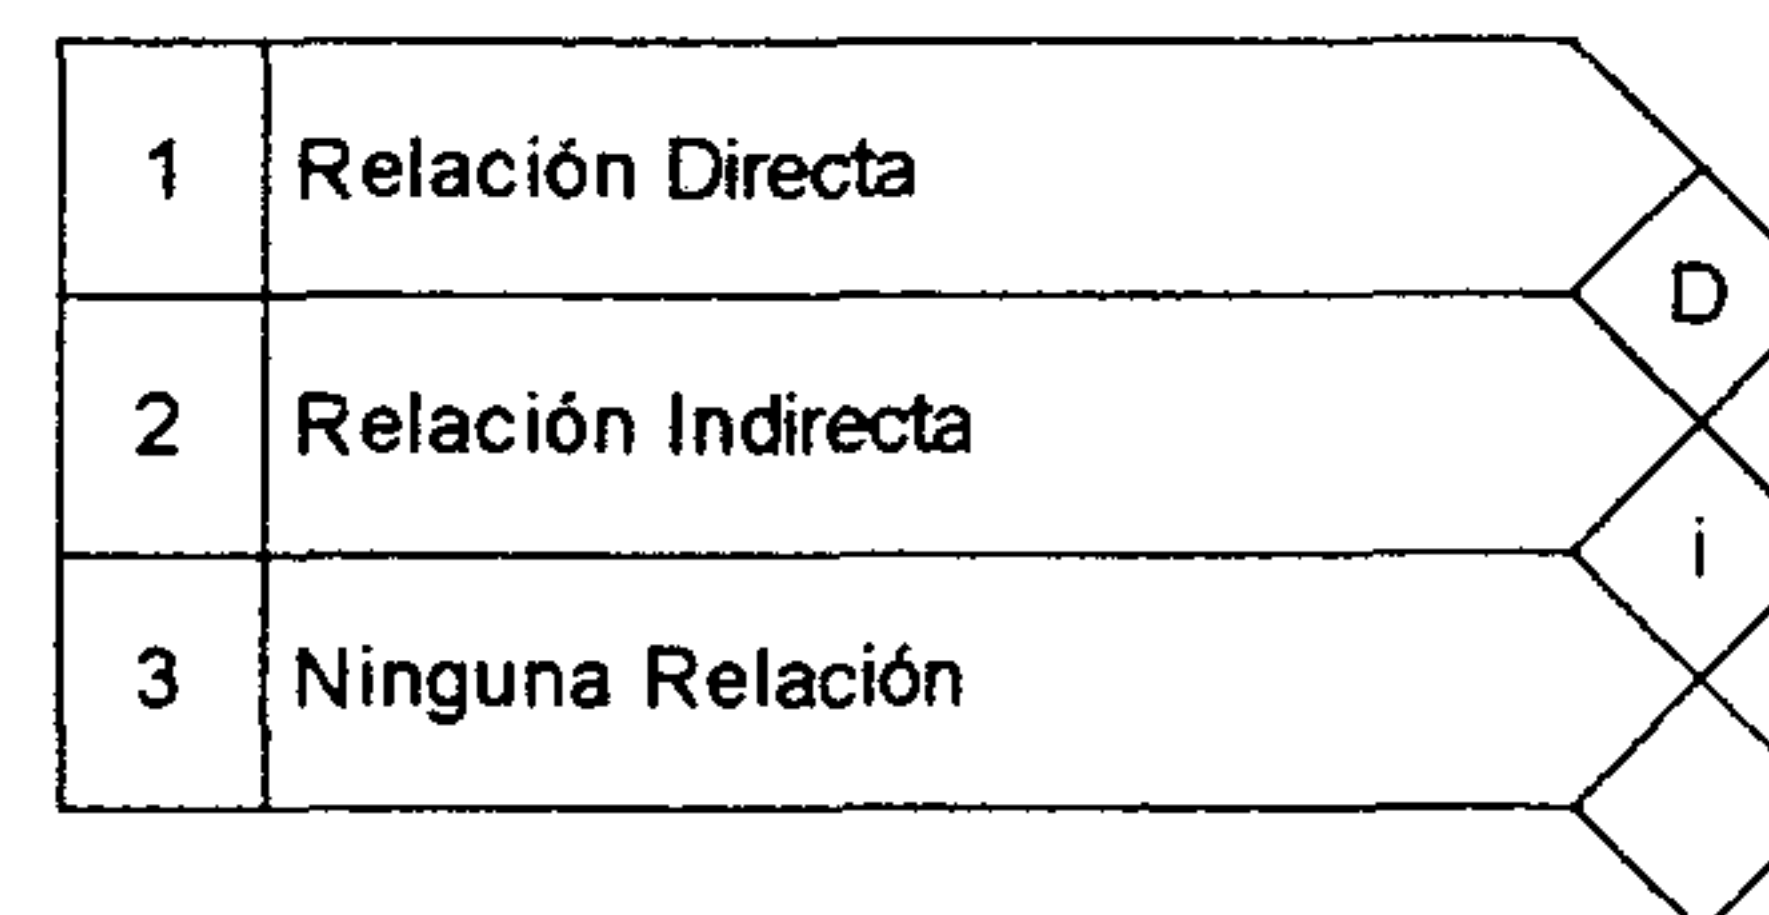 1 Relación Directa
D
2 Relación Indirecta
i
3 Ninguna Relación